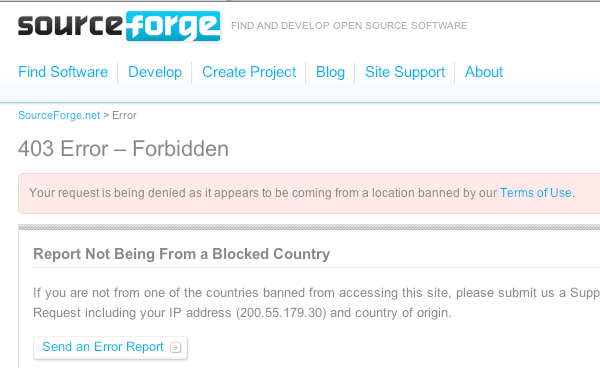 sourceforge FIND AND DEVELOP OPEN SOURCE SOFTWARE
Find Software Develop Create Project Blog Site Support About
SourceForge.net > Error
403 Error – Forbidden
Your request is being denied as it appears to be coming from a location banned by our Terms of Use.
Report Not Being From a Blocked Country
If you are not from one of the countries banned from accessing this site, please submit us a Supp
Request including your IP address (200.55.179.30) and country of origin.
Send an Error Report